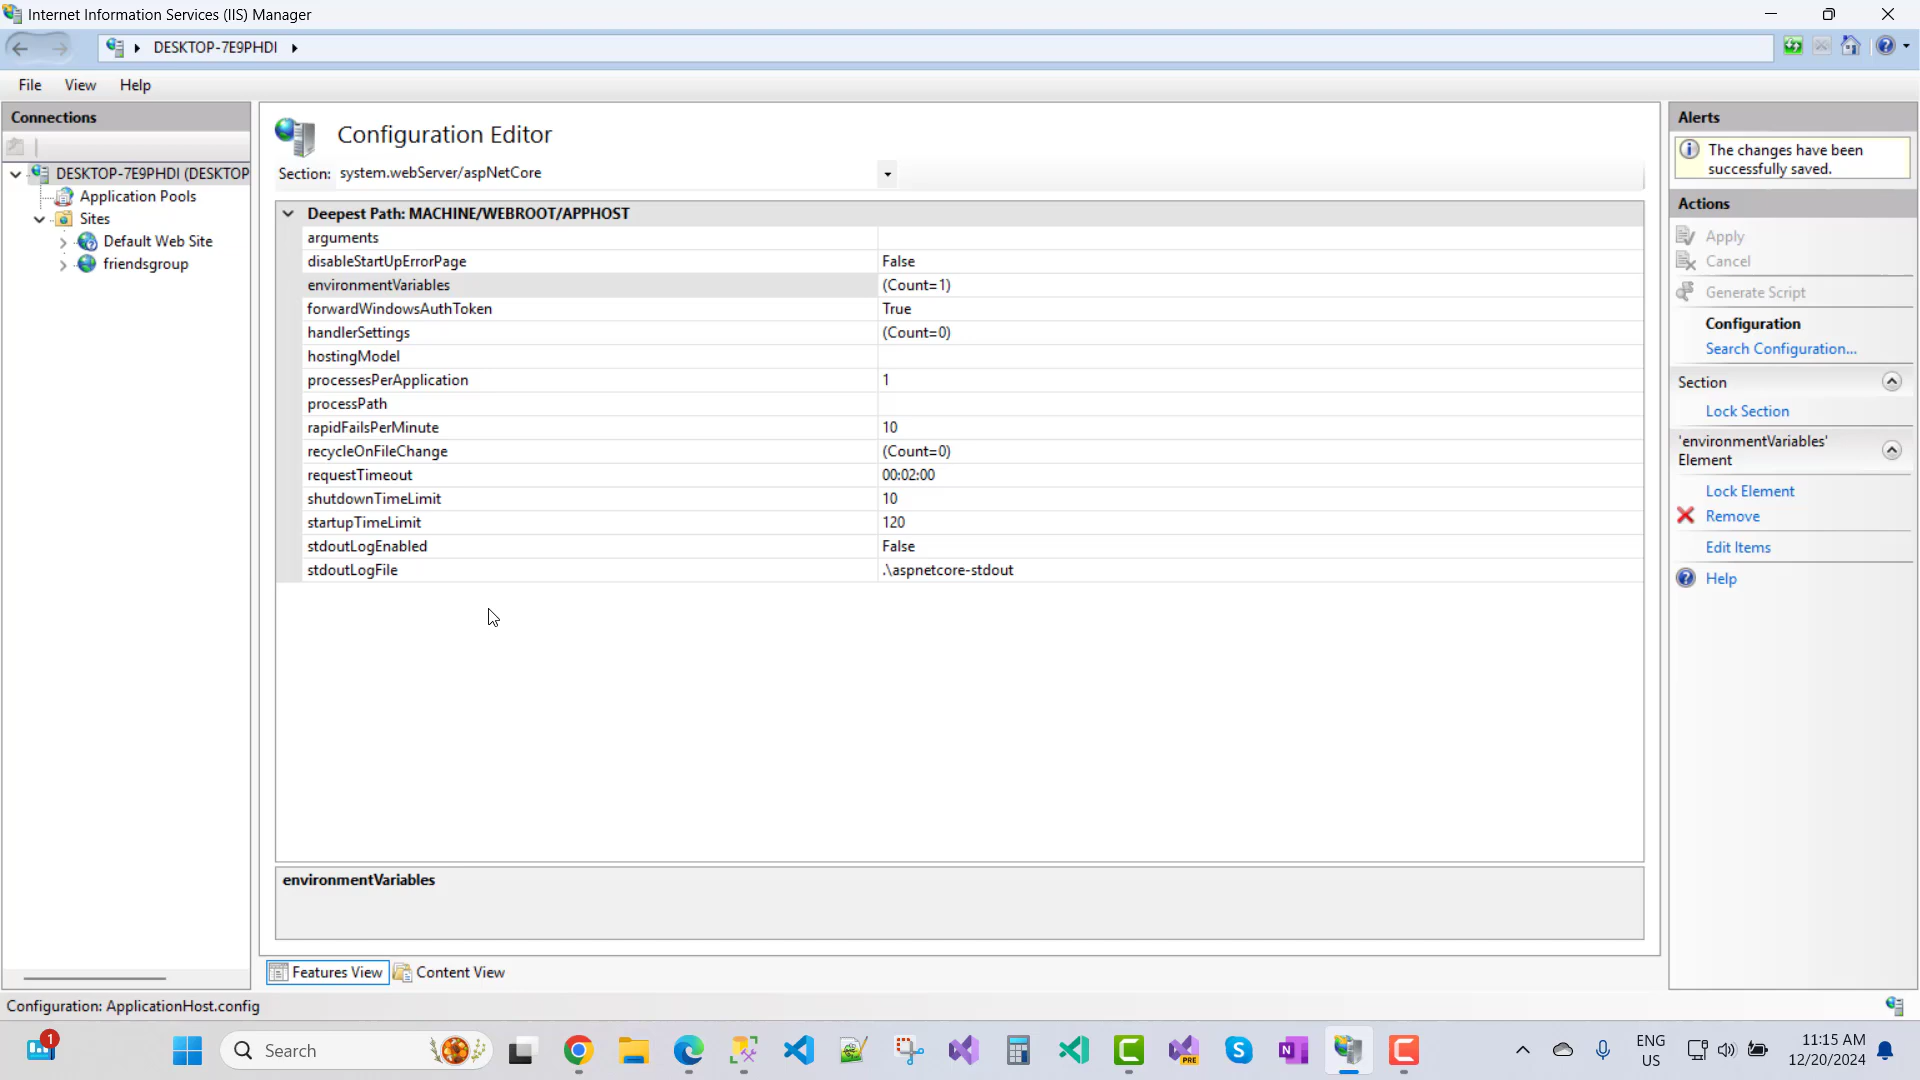 Internet Information Services (IIS) Manager
DESKTOP-7E9PHDI
File View Help
Connections
DESKTOP-7E9PHDI (DESKTOP
Application Pools
Sites
Default Web Site
friendsgroup
Configuration Editor
Section: system.webServer/aspNetCore
Deepest Path: MACHINE/WEBROOT/APPHOST
arguments
disableStartUpErrorPage False
environmentVariables (Count=1)
forwardWindowsAuthToken True
handlerSettings (Count=0)
hostingModel
processesPerApplication 1
processPath
rapidFailsPerMinute 10
recycleOnFileChange (Count=0)
requestTimeout 00:02:00
shutdownTimeLimit 10
startupTimeLimit 120
stdoutLogEnabled False
stdoutLogFile .\aspnetcore-stdout
environmentVariables
Features View Content View
Alerts
The changes have been
successfully saved.
Actions
Apply
Cancel
Generate Script
Configuration
Search Configuration...
Section
Lock Section
'environmentVariables'
Element
Lock Element
Remove
Edit Items
Help
Configuration: ApplicationHost.config
1
Search
PRE
ENG
US
11:15 AM
12/20/2024